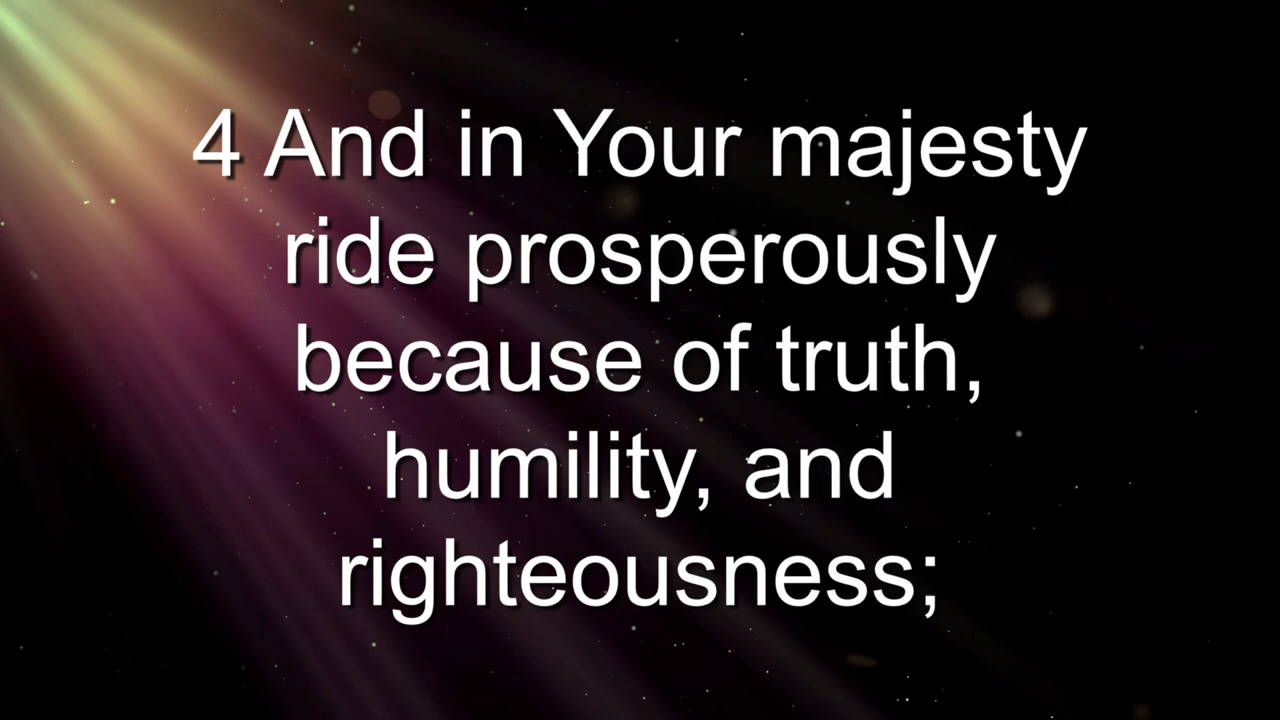 4 And in Your majesty
ride prosperously
because of truth,
humility, and
righteousness;